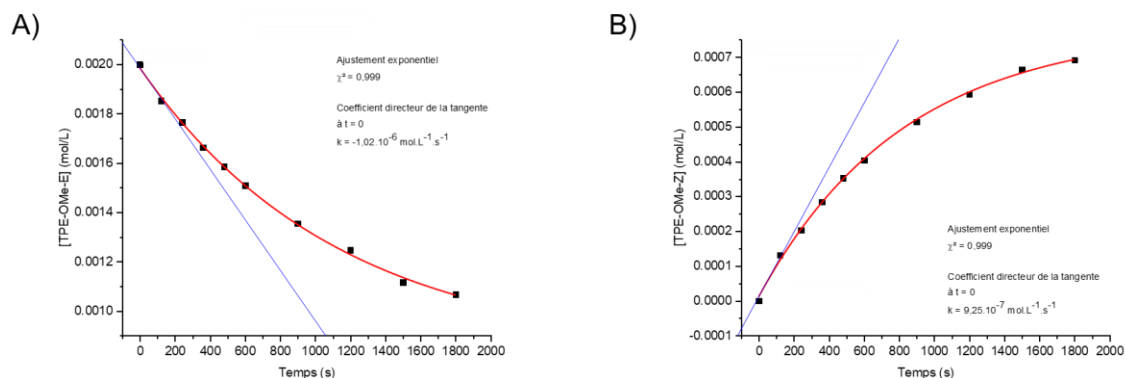 A)
[TPE-OMe-E] (mol/L)
0.0020
0.0018
0.0016
0.0014
0.0012
0.0010
Ajustement exponentiel
χ² = 0,999
Coefficient directeur de la tangente
à t = 0
k = -1,02.10⁻⁶ mol.L⁻¹.s⁻¹
0 200 400 600 800 1000 1200 1400 1600 1800 2000
Temps (s)
B)
[TPE-OMe-Z] (mol/L)
0.0007
0.0006
0.0005
0.0004
0.0003
0.0002
0.0001
0.0000
-0.0001
Ajustement exponentiel
χ² = 0,999
Coefficient directeur de la tangente
à t = 0
k = 9,25.10⁻⁷ mol.L⁻¹.s⁻¹
0 200 400 600 800 1000 1200 1400 1600 1800 2000
Temps (s)